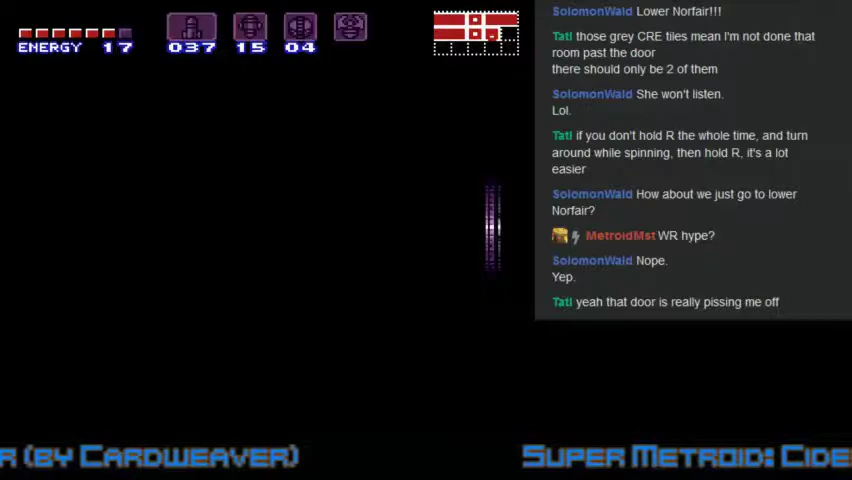 ENERGY 17
037 15 04
SolomonWald Lower Norfair!!!
Tatl those grey CRE tiles mean I'm not done that
room past the door
there should only be 2 of them
SolomonWald She won't listen.
Lol.
Tatl if you don't hold R the whole time, and turn
around while spinning, then hold R, it's a lot
easier
SolomonWald How about we just go to lower
Norfair?
MetroidMst WR hype?
SolomonWald Nope.
Yep.
Tatl yeah that door is really pissing me off
R (by Cardweaver) Super Metroid: Cide